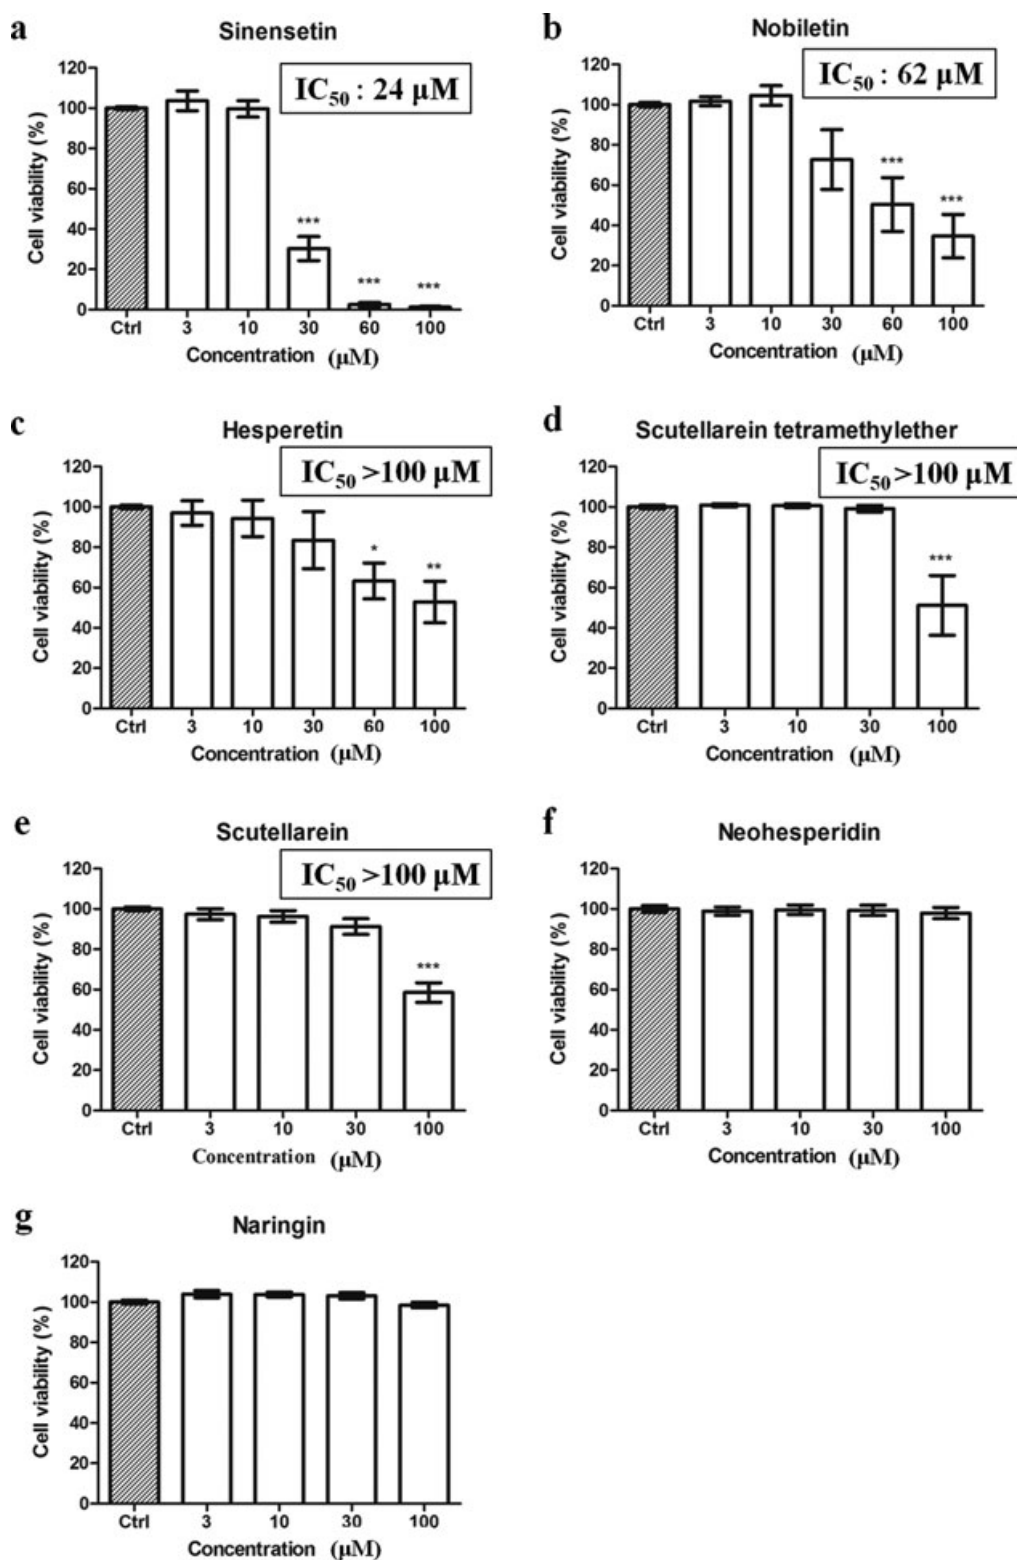 a
Sinensetin
IC50 : 24 μM
Cell viability (%)
120
100
80
60
40
20
0
***
***
***
Ctrl 3 10 30 60 100
Concentration (μM)
b
Nobiletin
IC50 : 62 μM
Cell viability (%)
120
100
80
60
40
20
0
***
***
Ctrl 3 10 30 60 100
Concentration (μM)
c
Hesperetin
IC50 >100 μM
Cell viability (%)
120
100
80
60
40
20
0
*
**
Ctrl 3 10 30 60 100
Concentration (μM)
d
Scutellarein tetramethylether
IC50 >100 μM
Cell viability (%)
120
100
80
60
40
20
0
***
Ctrl 3 10 30 100
Concentration (μM)
e
Scutellarein
IC50 >100 μM
Cell viability (%)
120
100
80
60
40
20
0
***
Ctrl 3 10 30 100
Concentration (μM)
f
Neohesperidin
Cell viability (%)
120
100
80
60
40
20
0
Ctrl 3 10 30 100
Concentration (μM)
g
Naringin
Cell viability (%)
120
100
80
60
40
20
0
Ctrl 3 10 30 100
Concentration (μM)